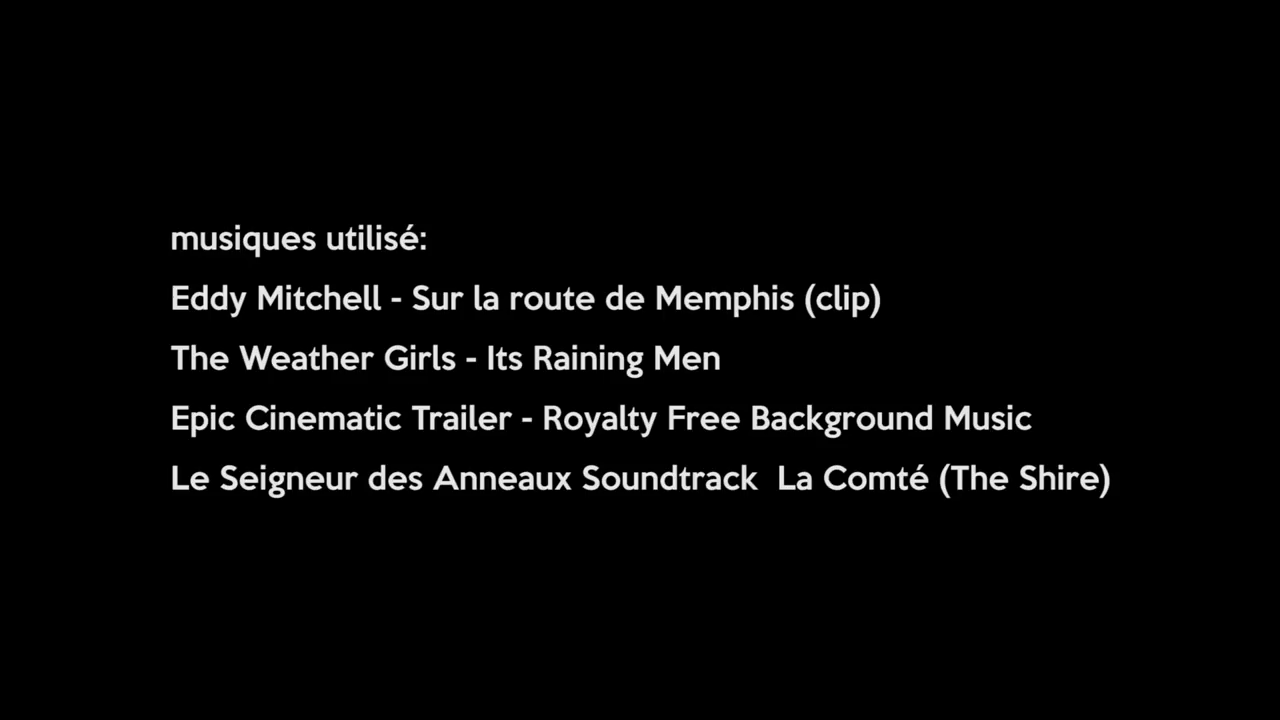 musiques utilisé:
Eddy Mitchell - Sur la route de Memphis (clip)
The Weather Girls - Its Raining Men
Epic Cinematic Trailer - Royalty Free Background Music
Le Seigneur des Anneaux Soundtrack  La Comté (The Shire)